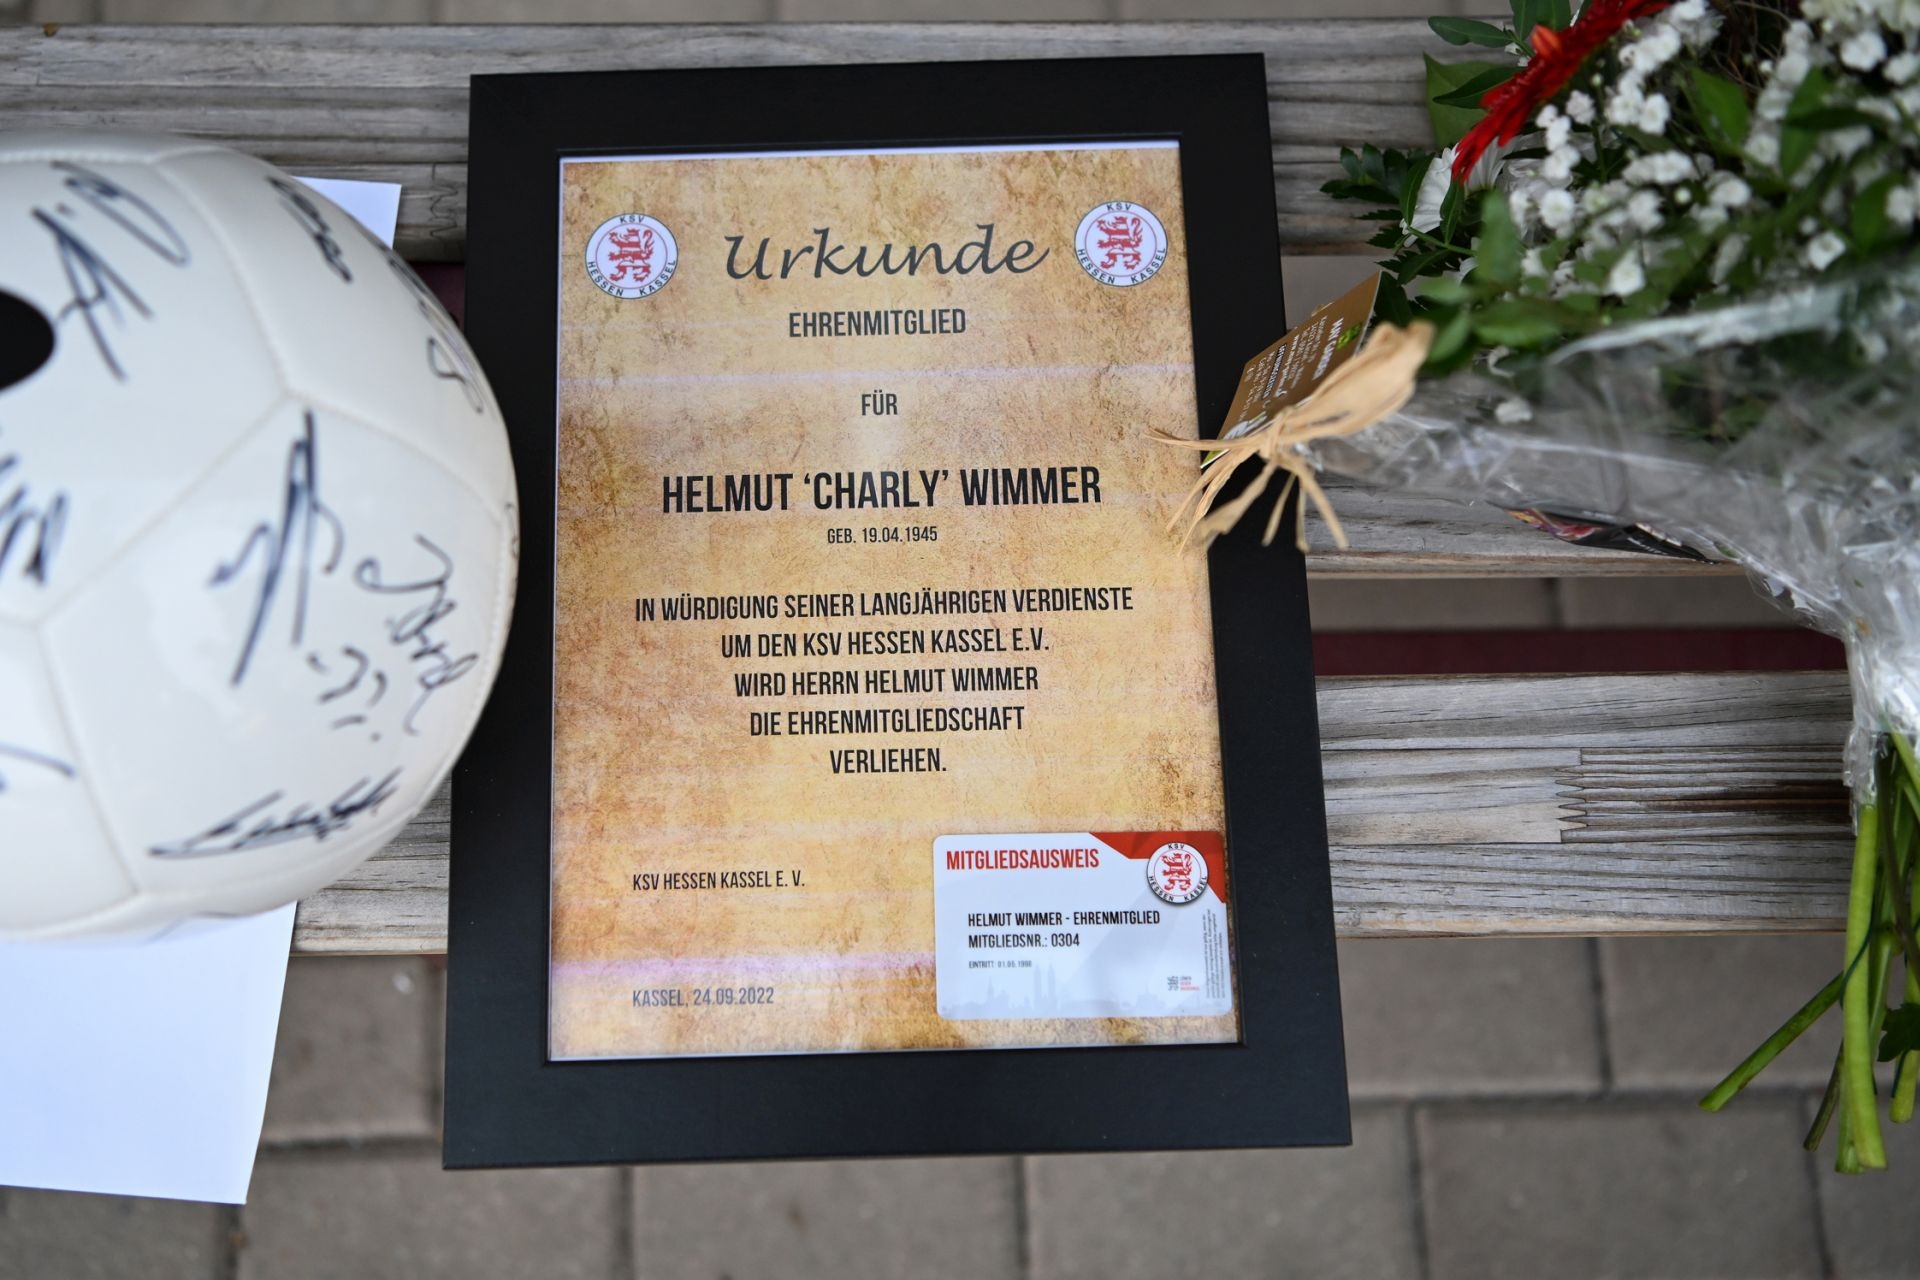 KSV
HESSEN KASSEL
Urkunde
KSV
HESSEN KASSEL
EHRENMITGLIED
FÜR
HELMUT ‘CHARLY’ WIMMER
GEB. 19.04.1945
IN WÜRDIGUNG SEINER LANGJÄHRIGEN VERDIENSTE
UM DEN KSV HESSEN KASSEL E.V.
WIRD HERRN HELMUT WIMMER
DIE EHRENMITGLIEDSCHAFT
VERLIEHEN.
KSV HESSEN KASSEL E. V.
KASSEL, 24.09.2022
MITGLIEDSAUSWEIS
KSV
HESSEN KASSEL
HELMUT WIMMER - EHRENMITGLIED
MITGLIEDSNR.: 0304